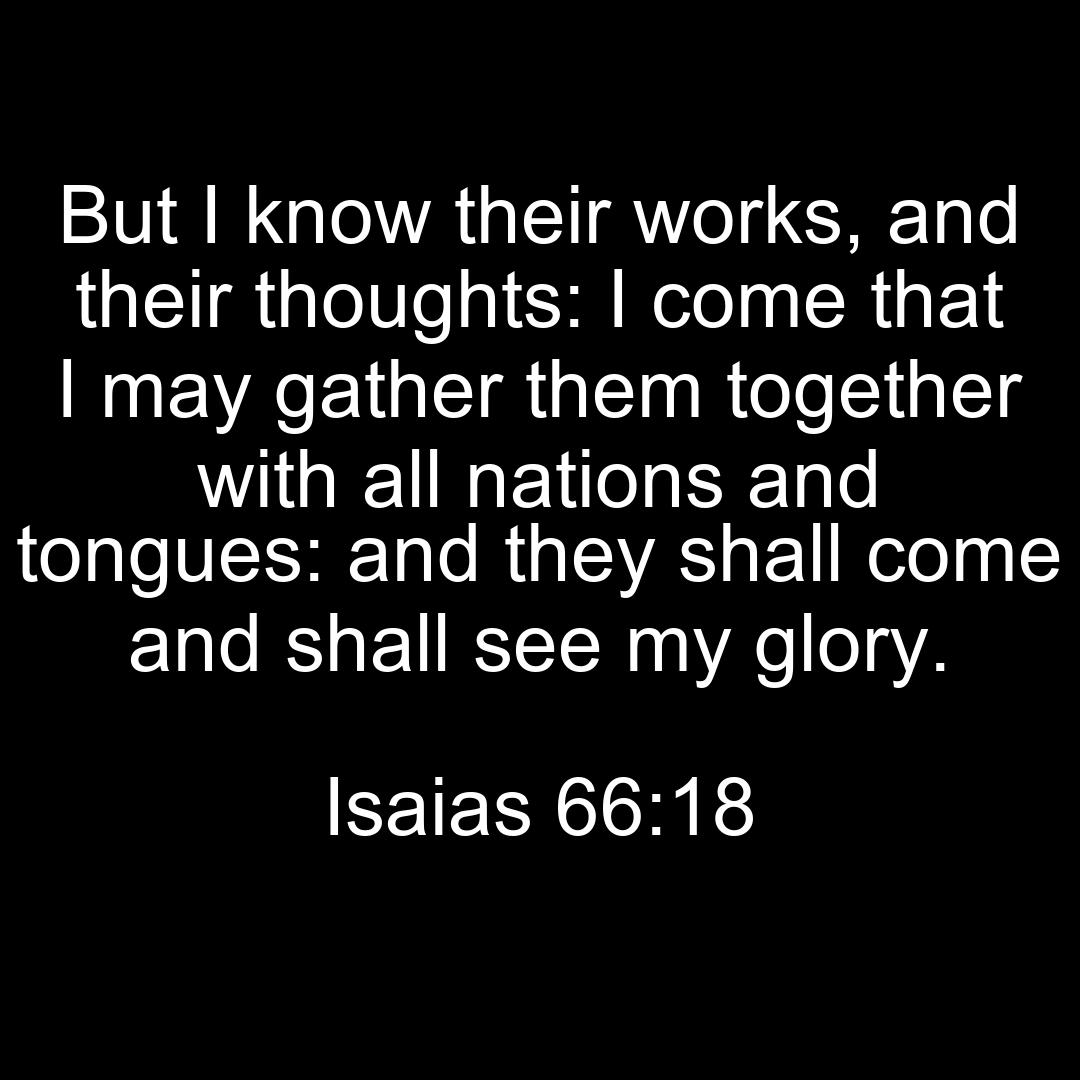 But I know their works, and
their thoughts: I come that
I may gather them together
with all nations and
tongues: and they shall come
and shall see my glory.
Isaias 66:18